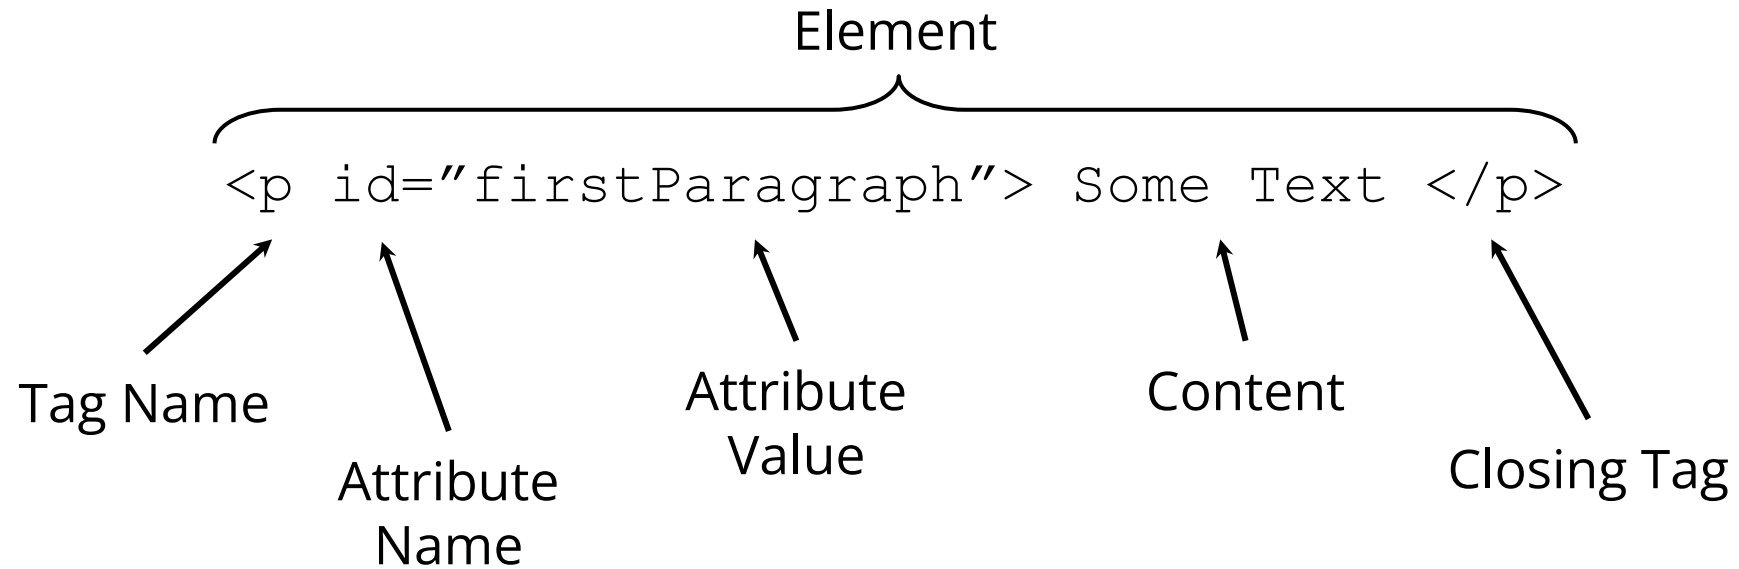 Element
<p id=”firstParagraph”> Some Text </p>
Tag Name
Attribute
Name
Attribute
Value
Content
Closing Tag